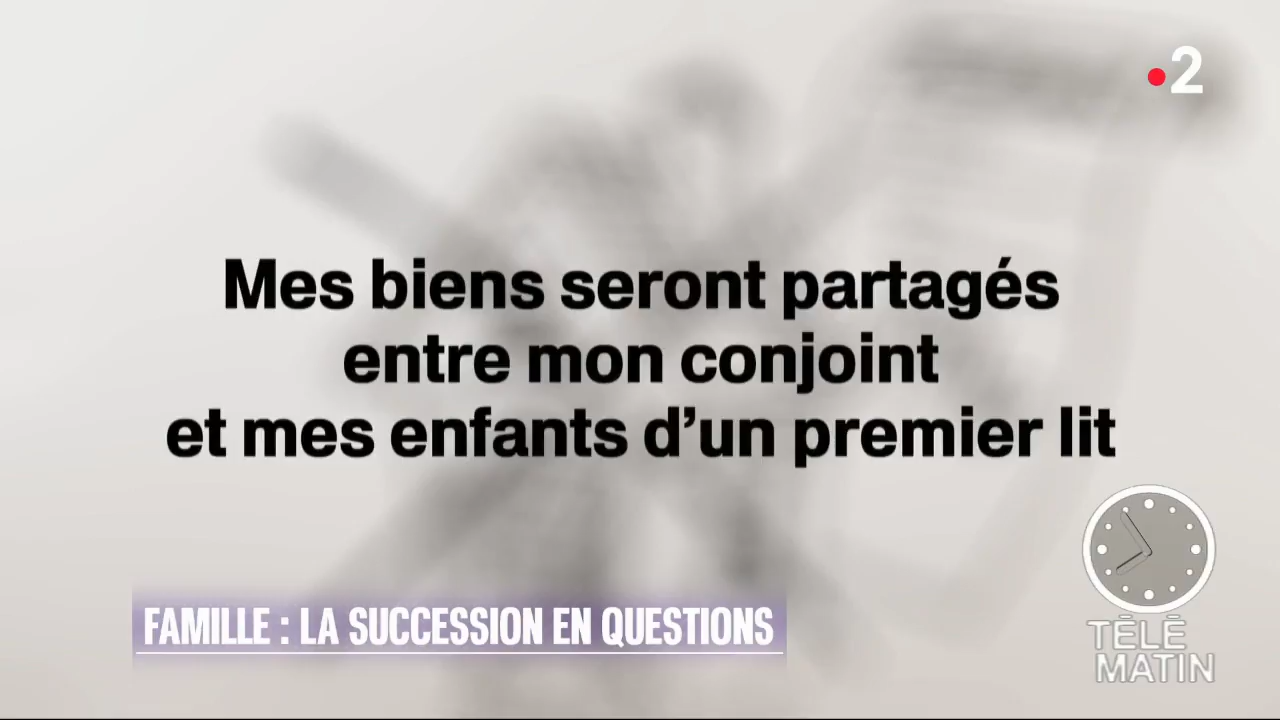 2
Mes biens seront partagés
entre mon conjoint
et mes enfants d’un premier lit
FAMILLE : LA SUCCESSION EN QUESTIONS
TÉLÉ
MATIN